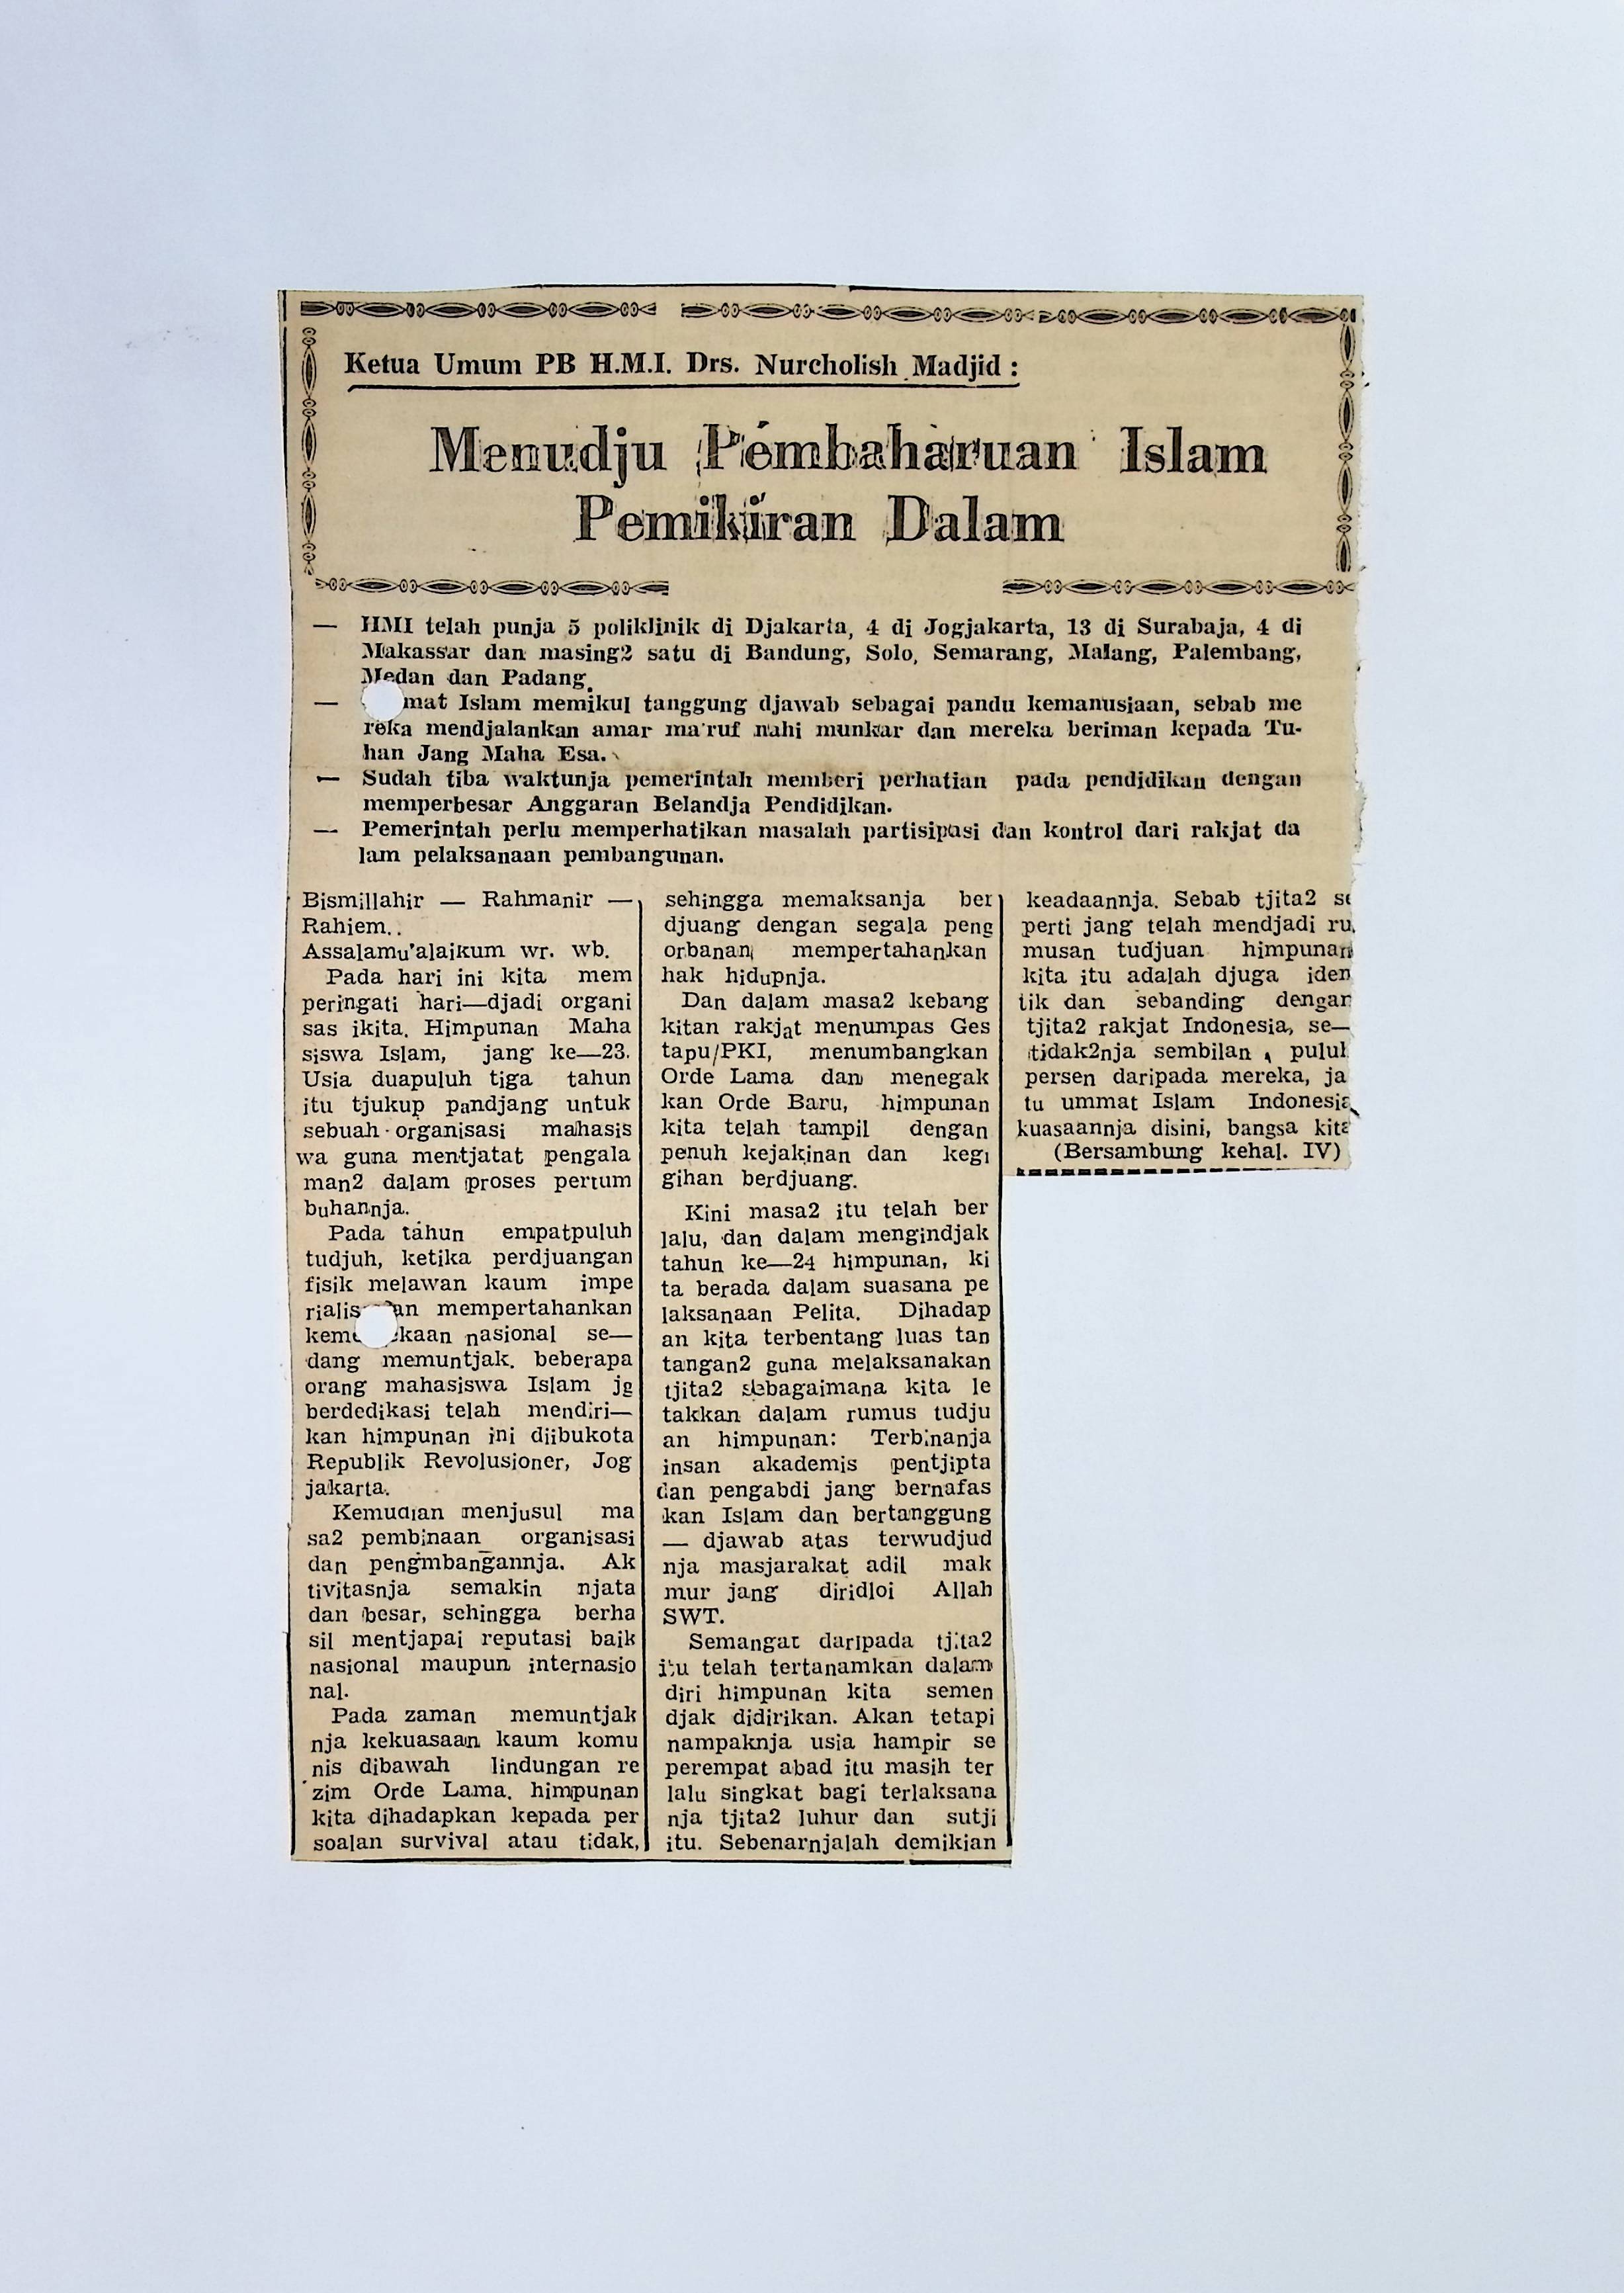 Ketua Umum PB H.M.I. Drs. Nurcholish Madjid :
Menudju Pembaharuan Islam
Pemikiran Dalam
— HMI telah punja 5 poliklinik di Djakarta, 4 di Jogjakarta, 13 di Surabaja, 4 di
Makassar dan masing2 satu di Bandung, Solo, Semarang, Malang, Palembang,
Medan dan Padang.
— mat Islam memikul tanggung djawab sebagai pandu kemanusiaan, sebab me
reka mendjalankan amar ma'ruf nahi munkar dan mereka beriman kepada Tu-
han Jang Maha Esa.
— Sudah tiba waktunja pemerintah memberi perhatian pada pendidikan dengan
memperbesar Anggaran Belandja Pendidikan.
— Pemerintah perlu memperhatikan masalah partisipasi dan kontrol dari rakjat da
lam pelaksanaan pembangunan.
Bismillahir — Rahmanir —
Rahiem..
Assalamu'alaikum wr. wb.
Pada hari ini kita mem
peringati hari—djadi organi
sas ikita. Himpunan Maha
siswa Islam, jang ke—23.
Usia duapuluh tiga tahun
itu tjukup pandjang untuk
sebuah organisasi mahasis
wa guna mentjatat pengala
man2 dalam proses pertum
buhannja.
Pada tahun empatpuluh
tudjuh, ketika perdjuangan
fisik melawan kaum impe
rialis an mempertahankan
keme kaan nasional se—
dang memuntjak. beberapa
orang mahasiswa Islam jg
berdedikasi telah mendiri—
kan himpunan ini diibukota
Republik Revolusioner, Jog
jakarta.
Kemudian menjusul ma
sa2 pembinaan organisasi
dan pengmbangannja. Ak
tivitasnja semakin njata
dan besar, sehingga berha
sil mentjapai reputasi baik
nasional maupun internasio
nal.
Pada zaman memuntjak
nja kekuasaan kaum komu
nis dibawah lindungan re
zim Orde Lama. himpunan
kita dihadapkan kepada per
soalan survival atau tidak,
sehingga memaksanja ber
djuang dengan segala peng
orbanan mempertahankan
hak hidupnja.
Dan dalam masa2 kebang
kitan rakjat menumpas Ges
tapu/PKI, menumbangkan
Orde Lama dan menegak
kan Orde Baru, himpunan
kita telah tampil dengan
penuh kejakinan dan kegi
gihan berdjuang.
Kini masa2 itu telah ber
lalu, dan dalam mengindjak
tahun ke—24 himpunan, ki
ta berada dalam suasana pe
laksanaan Pelita. Dihadap
an kita terbentang luas tan
tangan2 guna melaksanakan
tjita2 sebagaimana kita le
takkan dalam rumus tudju
an himpunan: Terbinanja
insan akademis pentjipta
dan pengabdi jang bernafas
kan Islam dan bertanggung
— djawab atas terwudjud
nja masjarakat adil mak
mur jang diridloi Allah
SWT.
Semangat daripada tjita2
itu telah tertanamkan dalam
diri himpunan kita semen
djak didirikan. Akan tetapi
nampaknja usia hampir se
perempat abad itu masih ter
lalu singkat bagi terlaksana
nja tjita2 luhur dan sutji
itu. Sebenarnjalah demikian
keadaannja. Sebab tjita2 se
perti jang telah mendjadi ru
musan tudjuan himpunan
kita itu adalah djuga iden
tik dan sebanding dengan
tjita2 rakjat Indonesia, se—
tidak2nja sembilan puluh
persen daripada mereka, ja
tu ummat Islam Indonesia
kuasaannja disini, bangsa kita
(Bersambung kehal. IV)